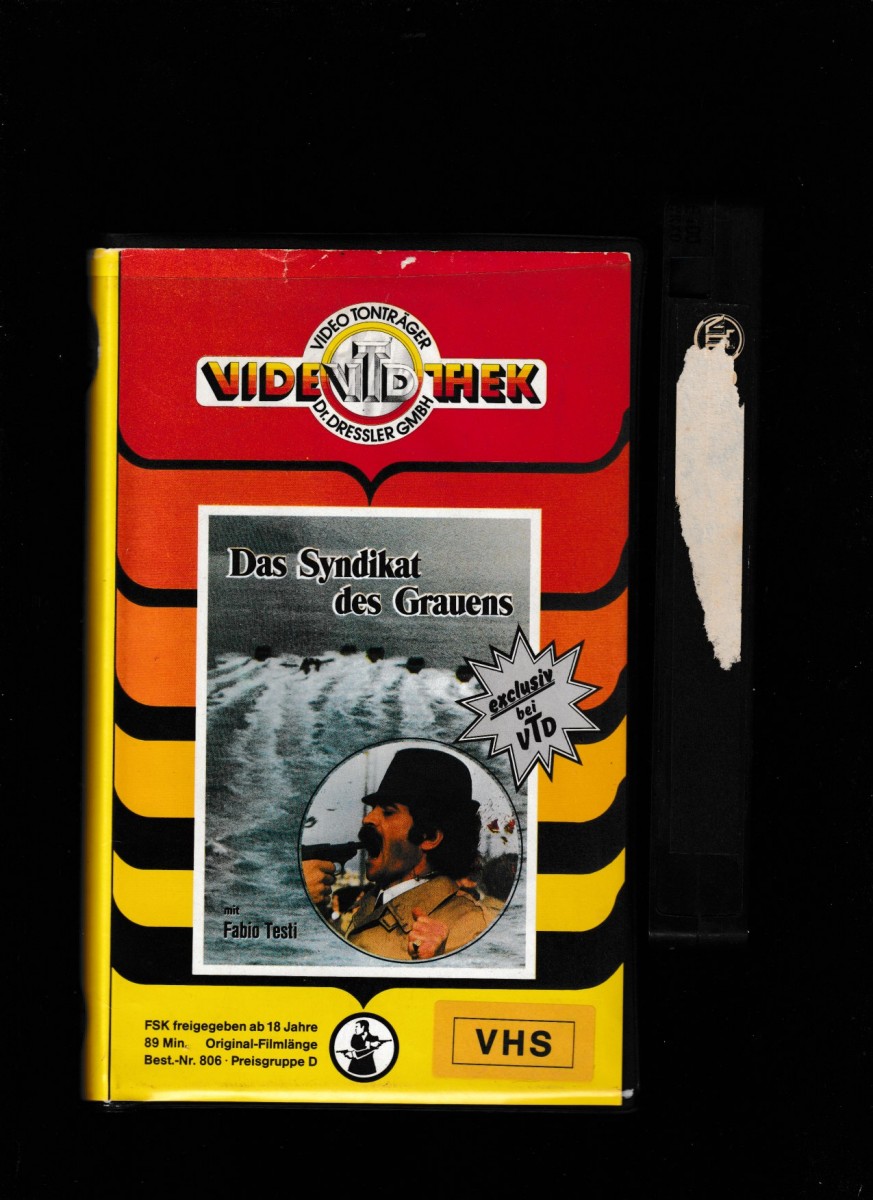 VIDEO TONTRÄGER
VIDEOTHEK
VTD
Dr. DRESSLER GMBH
Das Syndikat
des Grauens
exclusiv
bei
VTD
mit
Fabio Testi
FSK freigegeben ab 18 Jahre
89 Min. Original-Filmlänge
Best.-Nr. 806 · Preisgruppe D
VHS